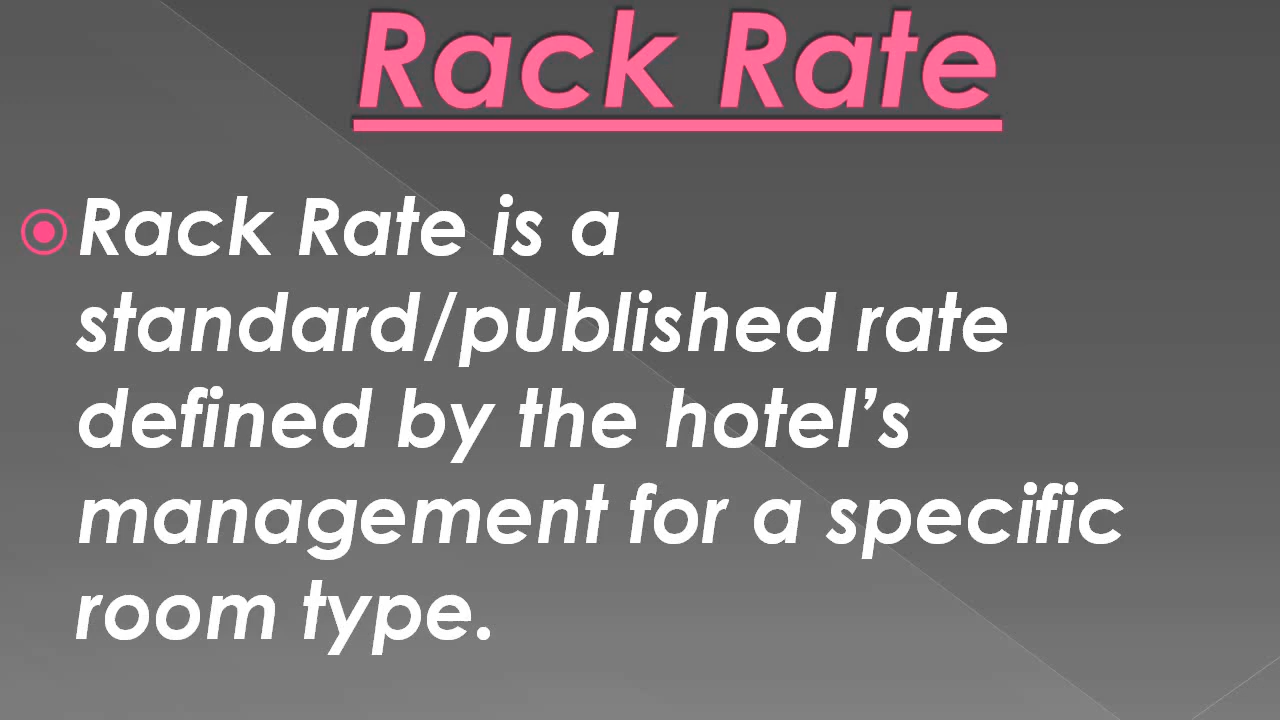 Rack Rate
Rack Rate is a
standard/published rate
defined by the hotel’s
management for a specific
room type.